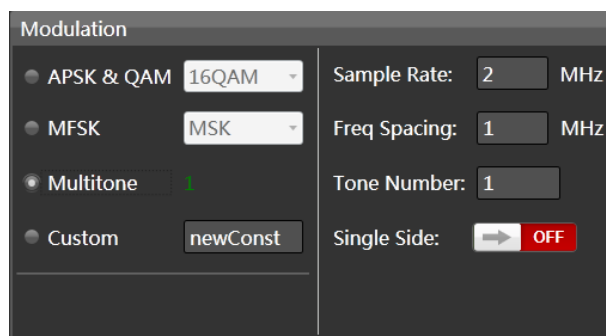 Modulation
APSK & QAM 16QAM
Sample Rate: 2 MHz
MFSK MSK
Freq Spacing: 1 MHz
Multitone 1
Tone Number: 1
Custom newConst
Single Side: OFF